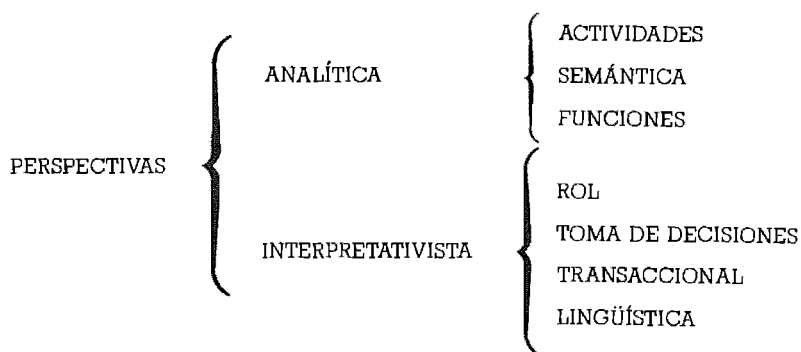 PERSPECTIVAS
ANALÍTICA
ACTIVIDADES
SEMÁNTICA
FUNCIONES
INTERPRETATIVISTA
ROL
TOMA DE DECISIONES
TRANSACCIONAL
LINGÜÍSTICA